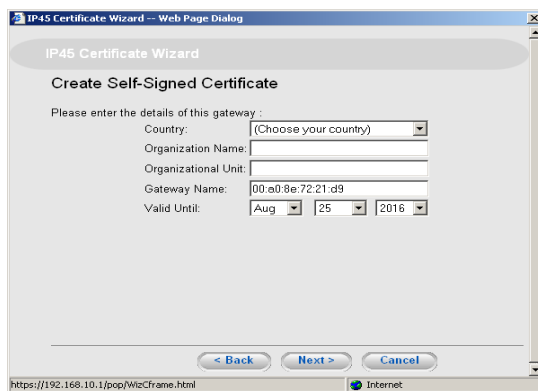 IP45 Certificate Wizard -- Web Page Dialog
IP45 Certificate Wizard
Create Self-Signed Certificate
Please enter the details of this gateway :
Country: (Choose your country)
Organization Name:
Organizational Unit:
Gateway Name: 00:a0:8e:72:21:d9
Valid Until: Aug 25 2016
< Back Next > Cancel
https://192.168.10.1/pop/WizCframe.html Internet